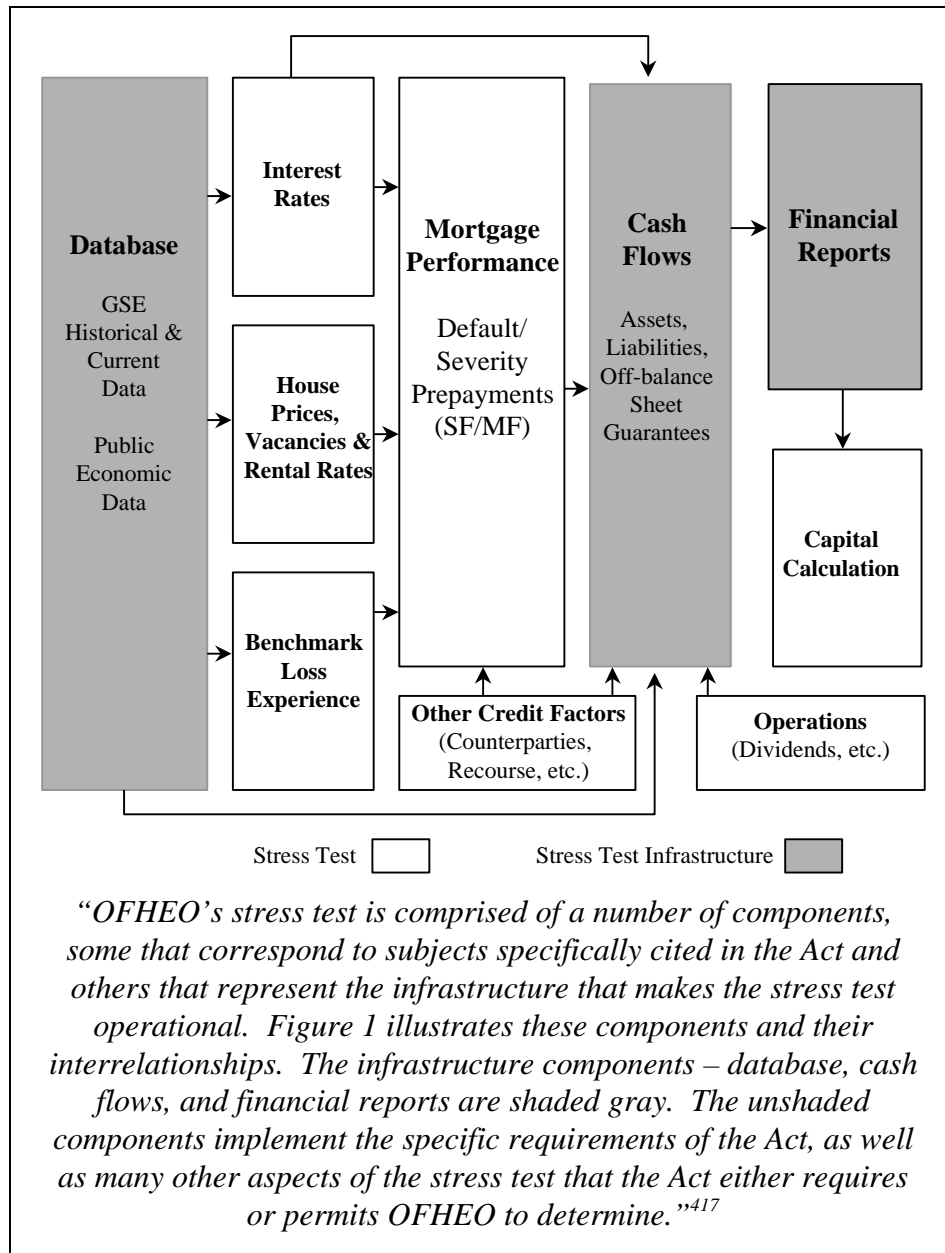 Database
GSE
Historical &
Current
Data
Public
Economic
Data
Interest
Rates
House
Prices,
Vacancies &
Rental Rates
Benchmark
Loss
Experience
Mortgage
Performance
Default/
Severity
Prepayments
(SF/MF)
Other Credit Factors
(Counterparties,
Recourse, etc.)
Cash
Flows
Assets,
Liabilities,
Off-balance
Sheet
Guarantees
Financial
Reports
Capital
Calculation
Operations
(Dividends, etc.)
Stress Test
Stress Test Infrastructure
“OFHEO’s stress test is comprised of a number of components,
some that correspond to subjects specifically cited in the Act and
others that represent the infrastructure that makes the stress test
operational. Figure 1 illustrates these components and their
interrelationships. The infrastructure components – database, cash
flows, and financial reports are shaded gray. The unshaded
components implement the specific requirements of the Act, as well
as many other aspects of the stress test that the Act either requires
or permits OFHEO to determine.”417